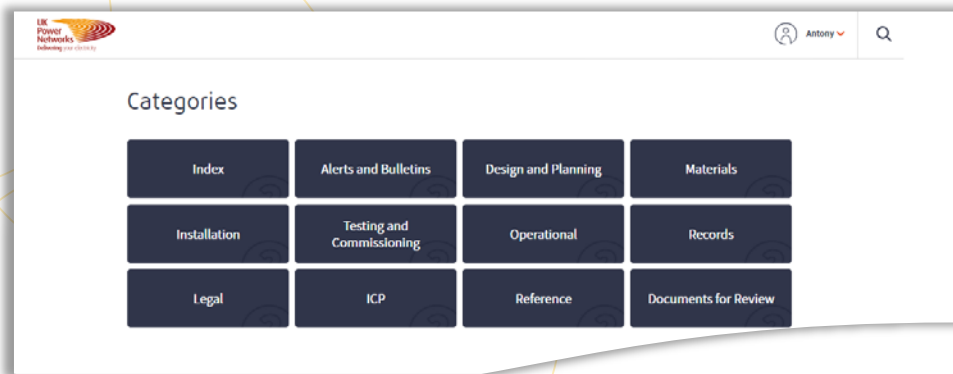 UK
Power
Networks
Delivering your electricity
Antony
Categories
Index
Alerts and Bulletins
Design and Planning
Materials
Installation
Testing and
Commissioning
Operational
Records
Legal
ICP
Reference
Documents for Review